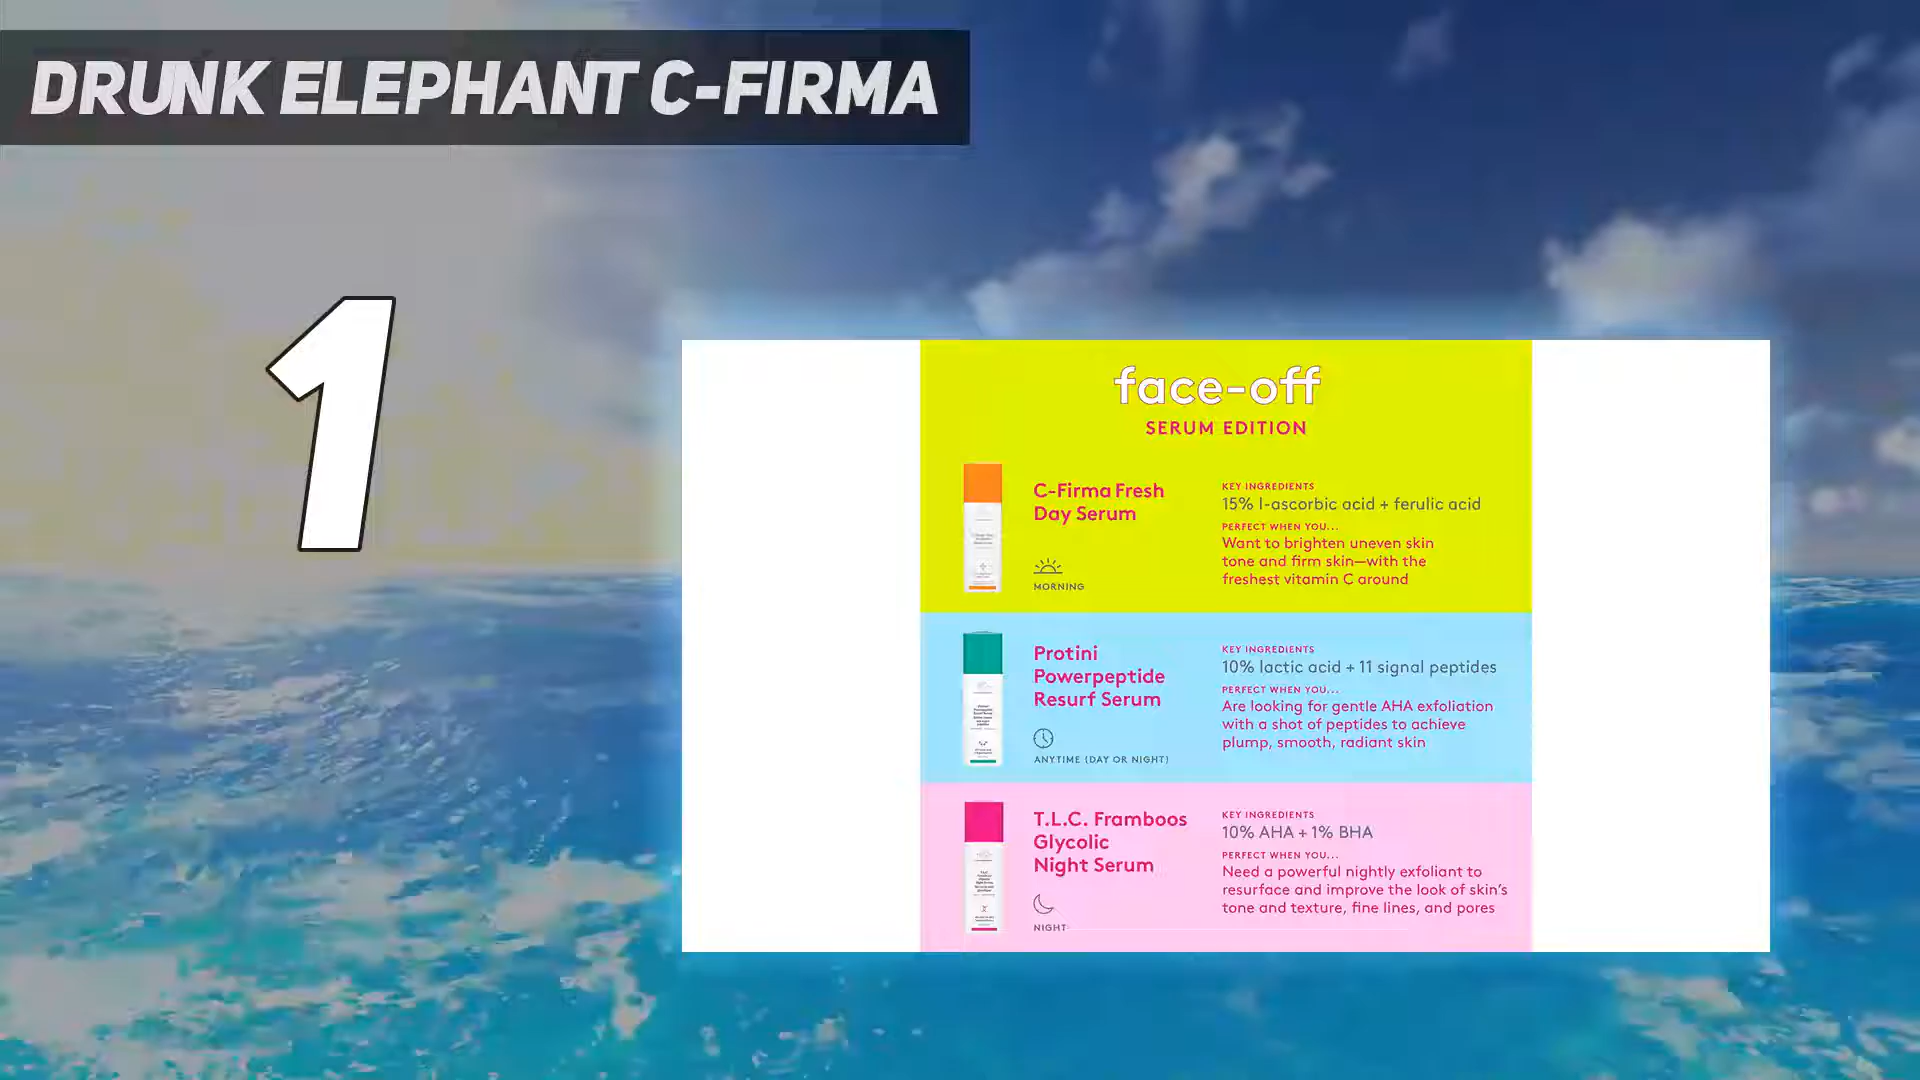 DRUNK ELEPHANT C-FIRMA
1
face-off
SERUM EDITION
C-Firma Fresh
Day Serum
MORNING
KEY INGREDIENTS
15% l-ascorbic acid + ferulic acid
PERFECT WHEN YOU...
Want to brighten uneven skin
tone and firm skin—with the
freshest vitamin C around
Protini
Powerpeptide
Resurf Serum
ANYTIME (DAY OR NIGHT)
KEY INGREDIENTS
10% lactic acid + 11 signal peptides
PERFECT WHEN YOU...
Are looking for gentle AHA exfoliation
with a shot of peptides to achieve
plump, smooth, radiant skin
T.L.C. Framboos
Glycolic
Night Serum
NIGHT
KEY INGREDIENTS
10% AHA + 1% BHA
PERFECT WHEN YOU...
Need a powerful nightly exfoliant to
resurface and improve the look of skin's
tone and texture, fine lines, and pores